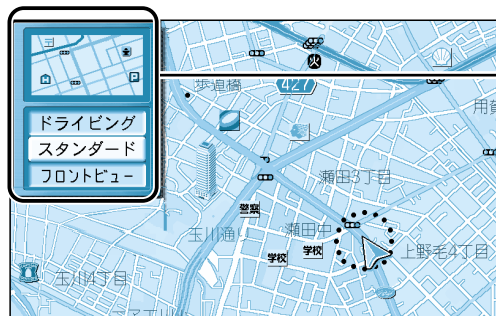 ドライビング
スタンダード
フロントビュー
P
火
歩道橋
427
用賀
瀬田3丁目
警察
玉川通り
瀬田中
学校
学校
上野毛4丁目
玉川4丁目